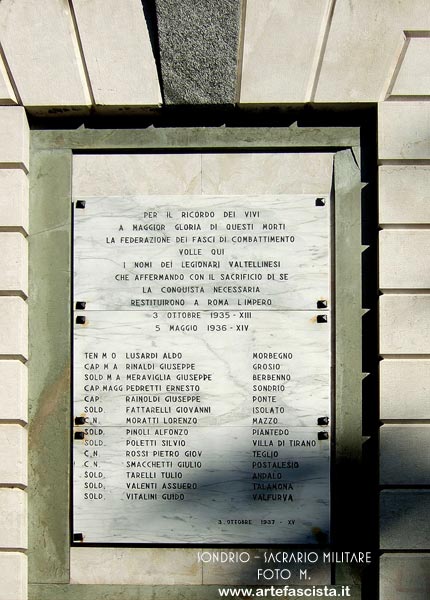 PER IL RICORDO DEI VIVI
A MAGGIOR GLORIA DI QUESTI MORTI
LA FEDERAZIONE DEI FASCI DI COMBATTIMENTO
VOLLE QUI
I NOMI DEI LEGIONARI VALTELLINESI
CHE AFFERMANDO CON IL SACRIFICIO DI SE
LA CONQUISTA NECESSARIA
RESTITUIRONO A ROMA L'IMPERO
3 OTTOBRE 1935-XIII
5 MAGGIO 1936-XIV
TEN M O LUSARDI ALDO MORBEGNO
CAP. M A RINALDI GIUSEPPE GROSIO
SOLD M A MERAVIGLIA GIUSEPPE BERBENNO
CAP. MAGG PEDRETTI ERNESTO SONDRIO
CAP. RAINOLDI GIUSEPPE PONTE
SOLD. FATTARELLI GIOVANNI ISOLATO
C.N. MORATTI LORENZO MAZZO
SOLD. PINOLI ALFONZO PIANTEDO
SOLD. POLETTI SILVIO VILLA DI TIRANO
C.N. ROSSI PIETRO GIOV TEGLIO
C.N. SMACCHETTI GIULIO POSTALESIO
SOLD. TARELLI TULIO ANDALO
SOLD. VALENTI ASSUERO TALAMONA
SOLD. VITALINI GUIDO VALFURVA
3 OTTOBRE 1937 - XV
SONDRIO - SACRARIO MILITARE
FOTO M.
www.artefascista.it